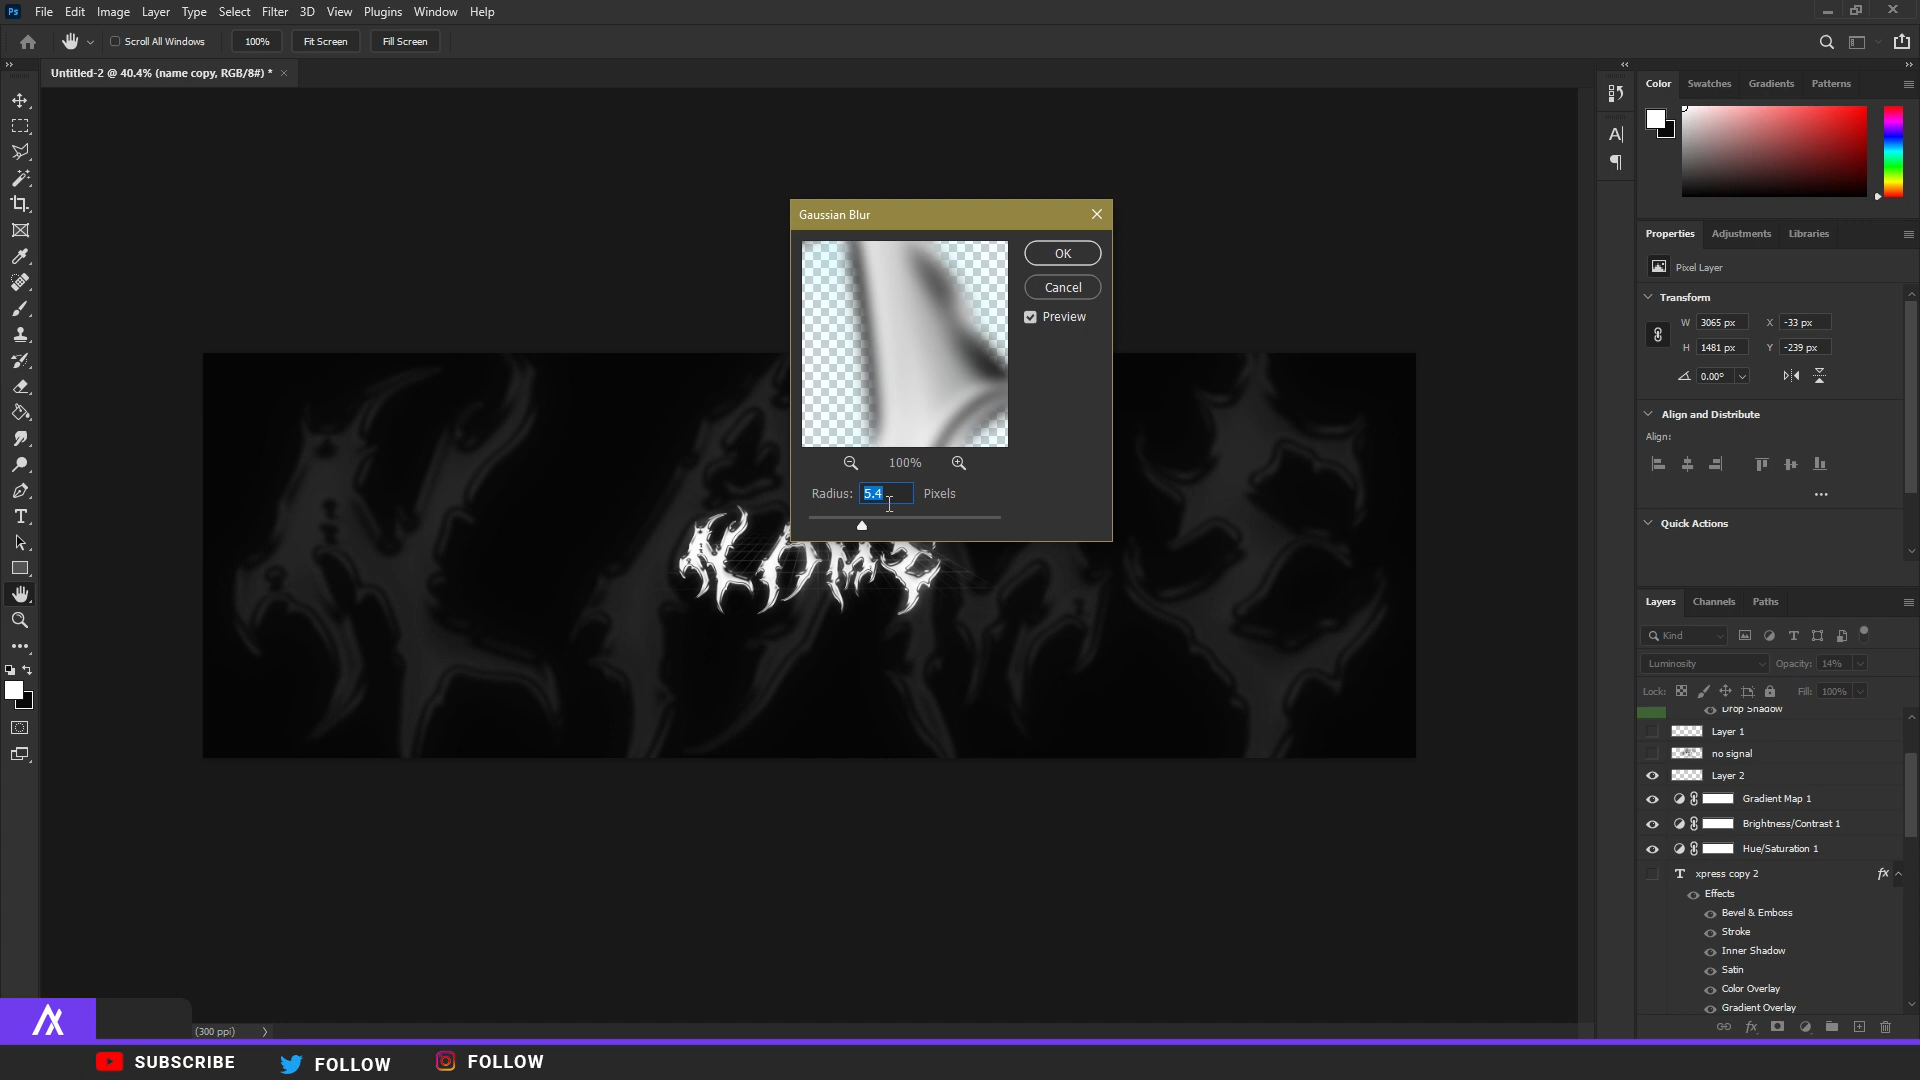 Ps File Edit Image Layer Type Select Filter 3D View Plugins Window Help
Scroll All Windows 100% Fit Screen Fill Screen
Untitled-2 @ 40.4% (name copy, RGB/8#) *
Gaussian Blur
OK
Cancel
Preview
100%
Radius: 5.4 Pixels
NAME
Color Swatches Gradients Patterns
Properties Adjustments Libraries
Pixel Layer
Transform
W 3065 px X -33 px
H 1481 px Y -239 px
0.00°
Align and Distribute
Align:
Quick Actions
Layers Channels Paths
Kind
Luminosity Opacity: 14%
Lock: Fill: 100%
Drop Shadow
Layer 1
no signal
Layer 2
Gradient Map 1
Brightness/Contrast 1
Hue/Saturation 1
T xpress copy 2 fx
Effects
Bevel & Emboss
Stroke
Inner Shadow
Satin
Color Overlay
Gradient Overlay
(300 ppi)
SUBSCRIBE FOLLOW FOLLOW